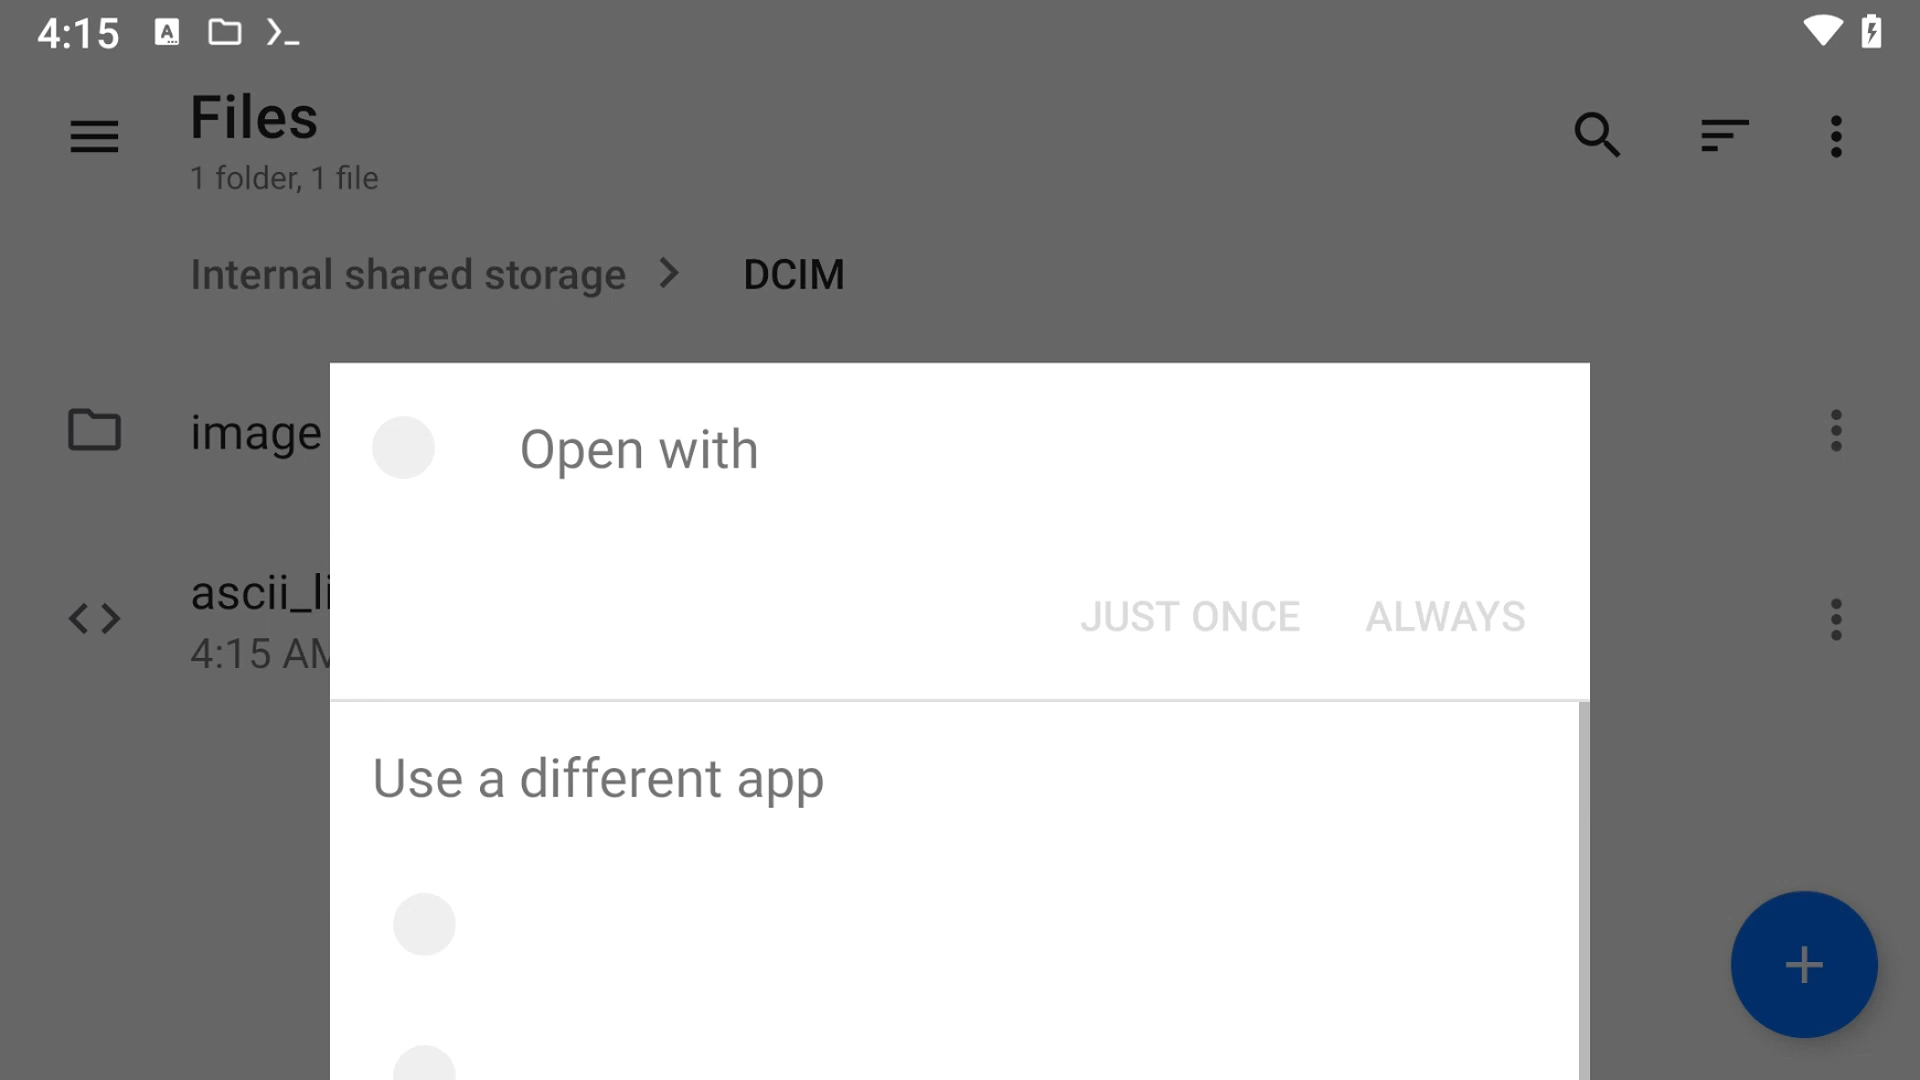 4:15
Files
1 folder, 1 file
Internal shared storage
DCIM
image
Open with
ascii_li
4:15 AM
JUST ONCE
ALWAYS
Use a different app